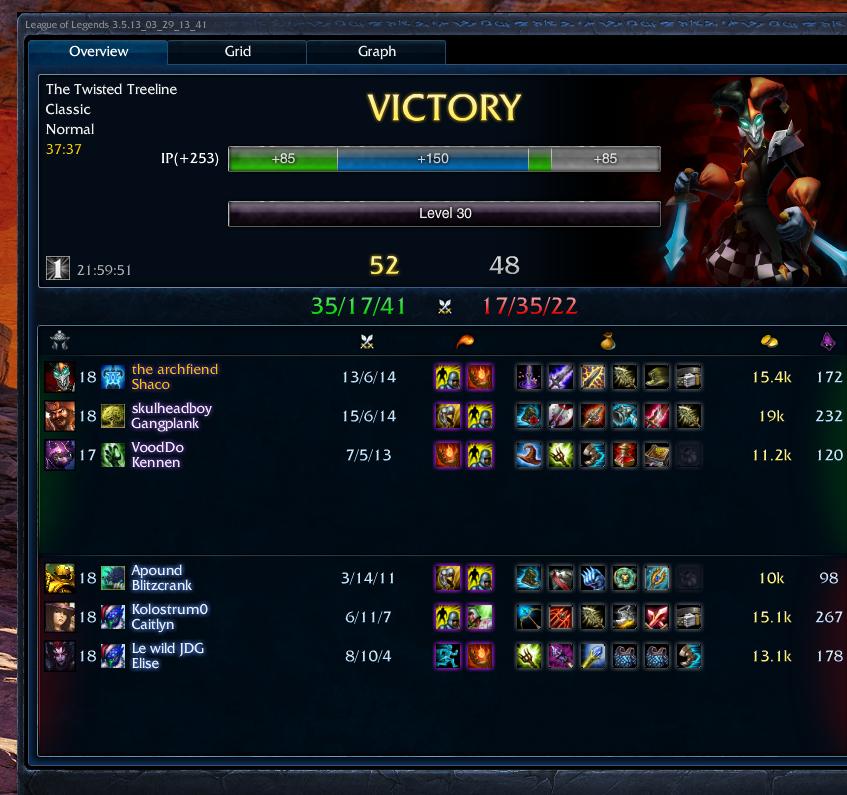 League of Legends 3.5.13_03_29_13_41
Overview Grid Graph
The Twisted Treeline
Classic
Normal
37:37
VICTORY
IP(+253) +85 +150 +85
Level 30
1 21:59:51 52 48
35/17/41 17/35/22
18 the archfiend 13/6/14 15.4k 172
Shaco
18 skulheadboy 15/6/14 19k 232
Gangplank
17 VoodDo 7/5/13 11.2k 120
Kennen
18 Apound 3/14/11 10k 98
Blitzcrank
18 Kolostrum0 6/11/7 15.1k 267
Caitlyn
18 Le wild JDG 8/10/4 13.1k 178
Elise